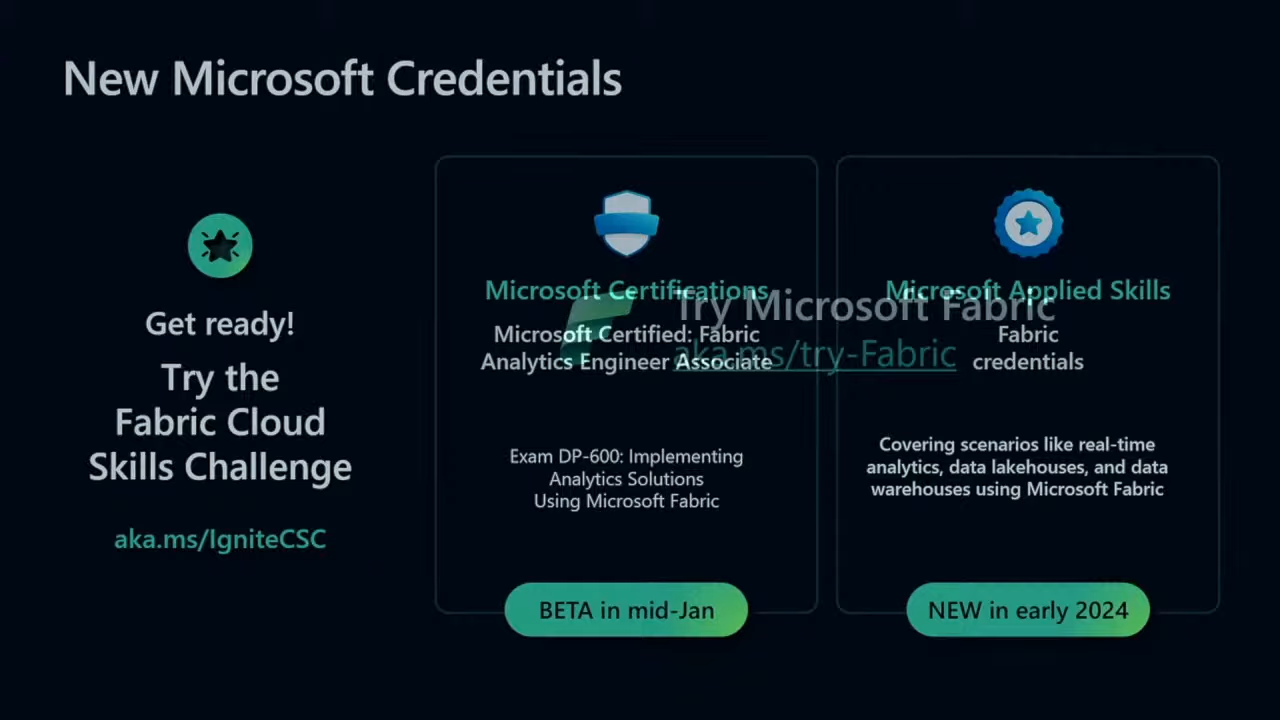 New Microsoft Credentials
Get ready!
Try the
Fabric Cloud
Skills Challenge
aka.ms/IgniteCSC
Microsoft Certifications
Microsoft Certified: Fabric
Analytics Engineer Associate
Exam DP-600: Implementing
Analytics Solutions
Using Microsoft Fabric
BETA in mid-Jan
Microsoft Applied Skills
Fabric
credentials
Covering scenarios like real-time
analytics, data lakehouses, and data
warehouses using Microsoft Fabric
NEW in early 2024
Try Microsoft Fabric
aka.ms/try-Fabric